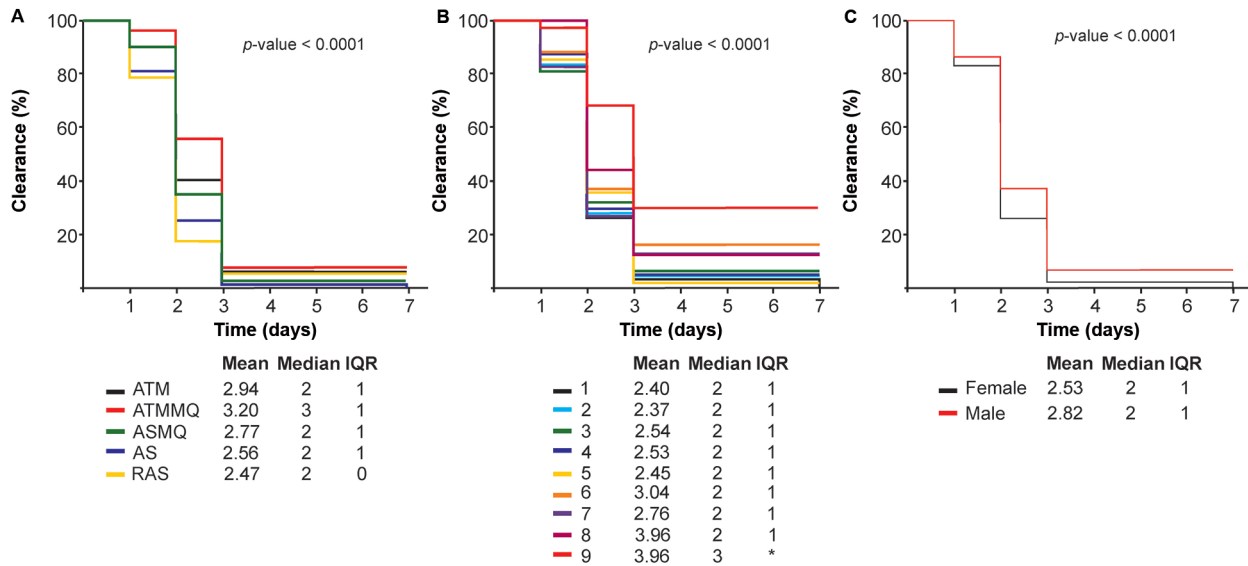 A
Clearance (%)
100
80
60
40
20
p-value < 0.0001
1 2 3 4 5 6 7
Time (days)
Mean Median IQR
ATM 2.94 2 1
ATMMQ 3.20 3 1
ASMQ 2.77 2 1
AS 2.56 2 1
RAS 2.47 2 0
B
Clearance (%)
100
80
60
40
20
p-value < 0.0001
1 2 3 4 5 6 7
Time (days)
Mean Median IQR
1 2.40 2 1
2 2.37 2 1
3 2.54 2 1
4 2.53 2 1
5 2.45 2 1
6 3.04 2 1
7 2.76 2 1
8 3.96 2 1
9 3.96 3 *
C
Clearance (%)
100
80
60
40
20
p-value < 0.0001
1 2 3 4 5 6 7
Time (days)
Mean Median IQR
Female 2.53 2 1
Male 2.82 2 1